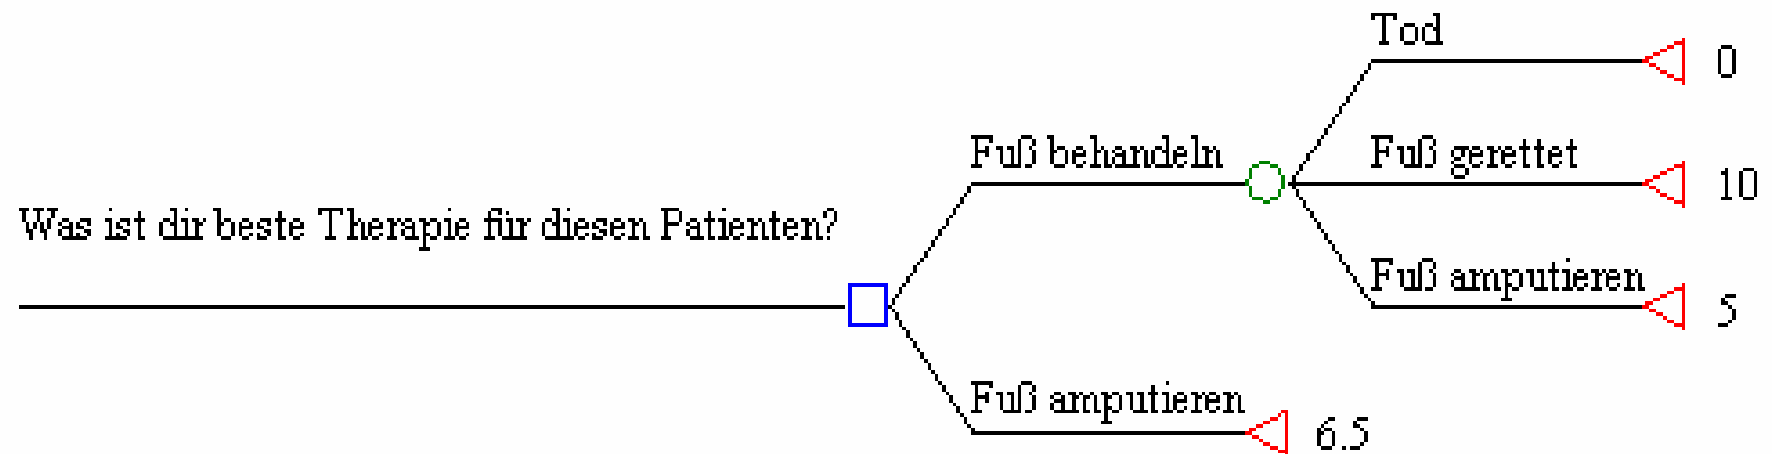 Tod
0
Fuß behandeln
Fuß gerettet
10
Was ist dir beste Therapie für diesen Patienten?
Fuß amputieren
5
Fuß amputieren
6.5